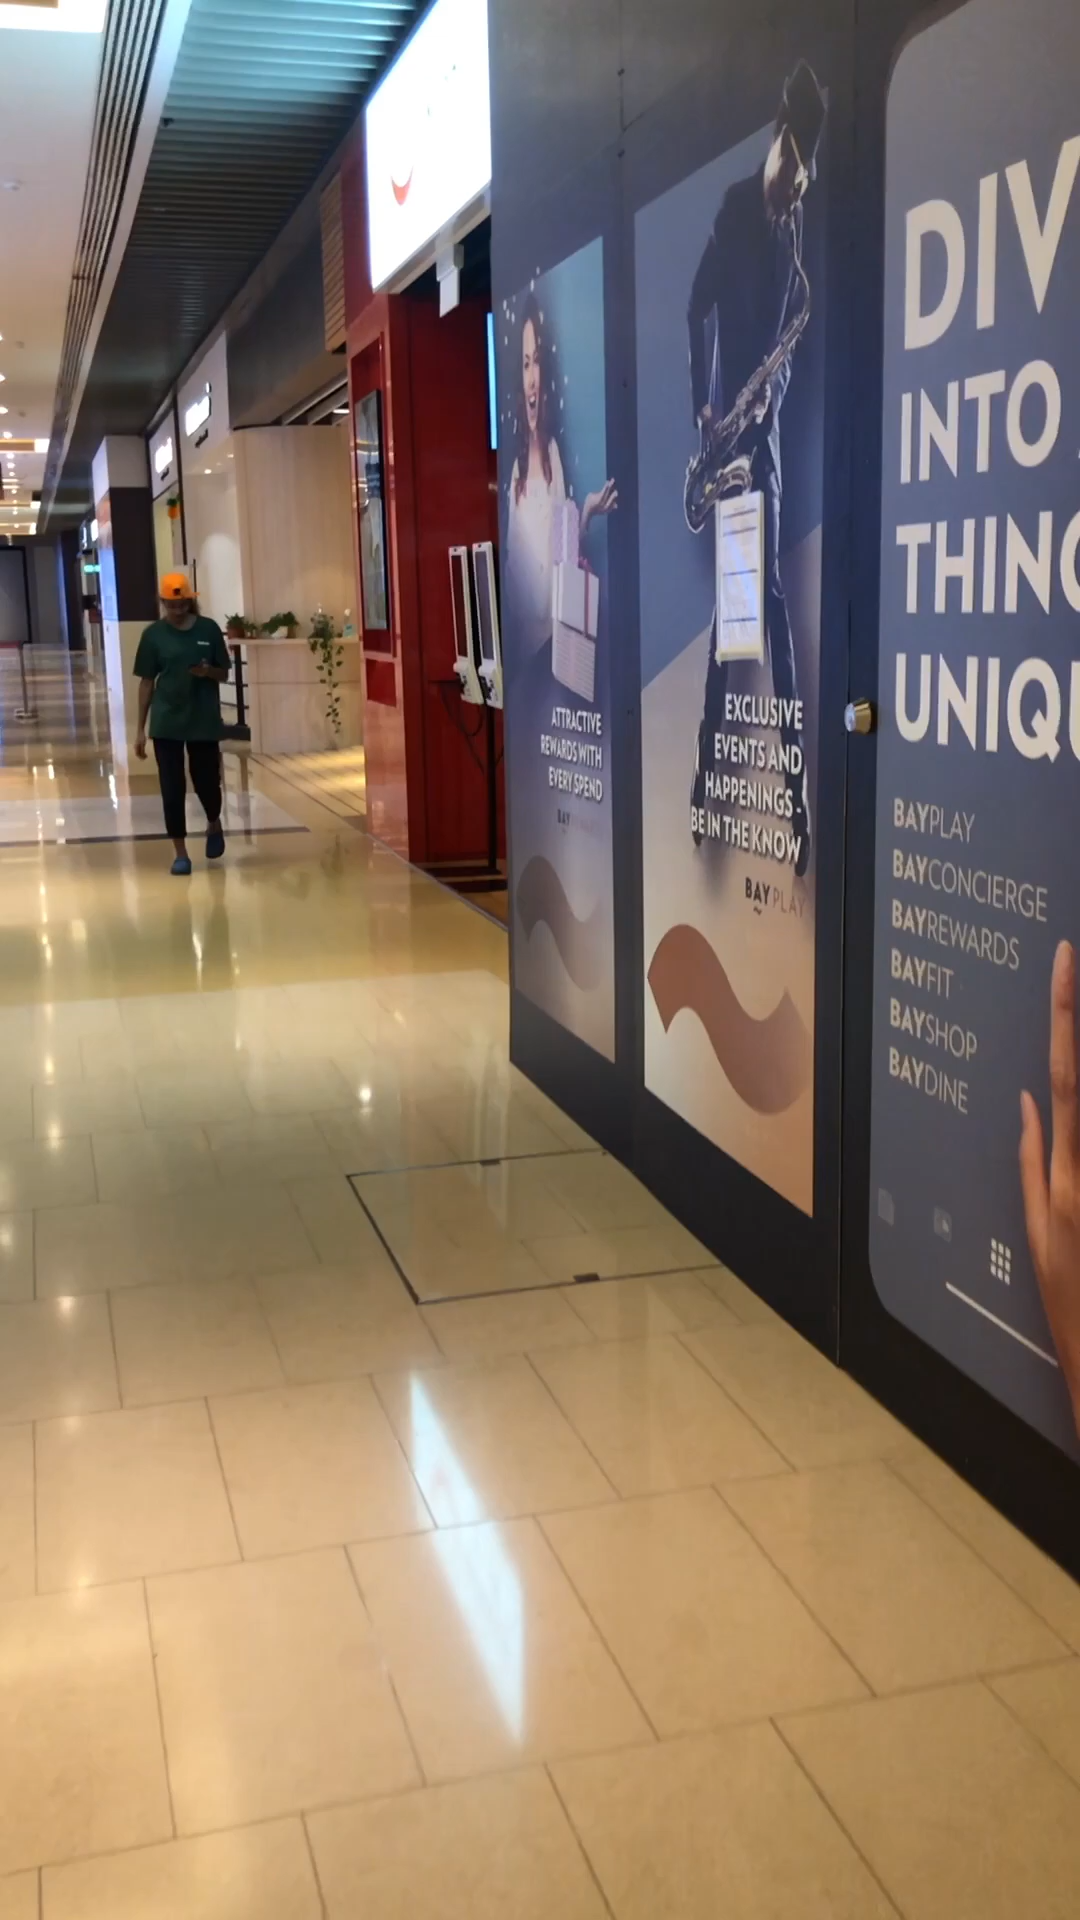 ATTRACTIVE
REWARDS WITH
EVERY SPEND
BAY
EXCLUSIVE
EVENTS AND
HAPPENINGS -
BE IN THE KNOW
BAYPLAY
DIV
INTO
THING
UNIQU
BAYPLAY
BAYCONCIERGE
BAYREWARDS
BAYFIT
BAYSHOP
BAYDINE